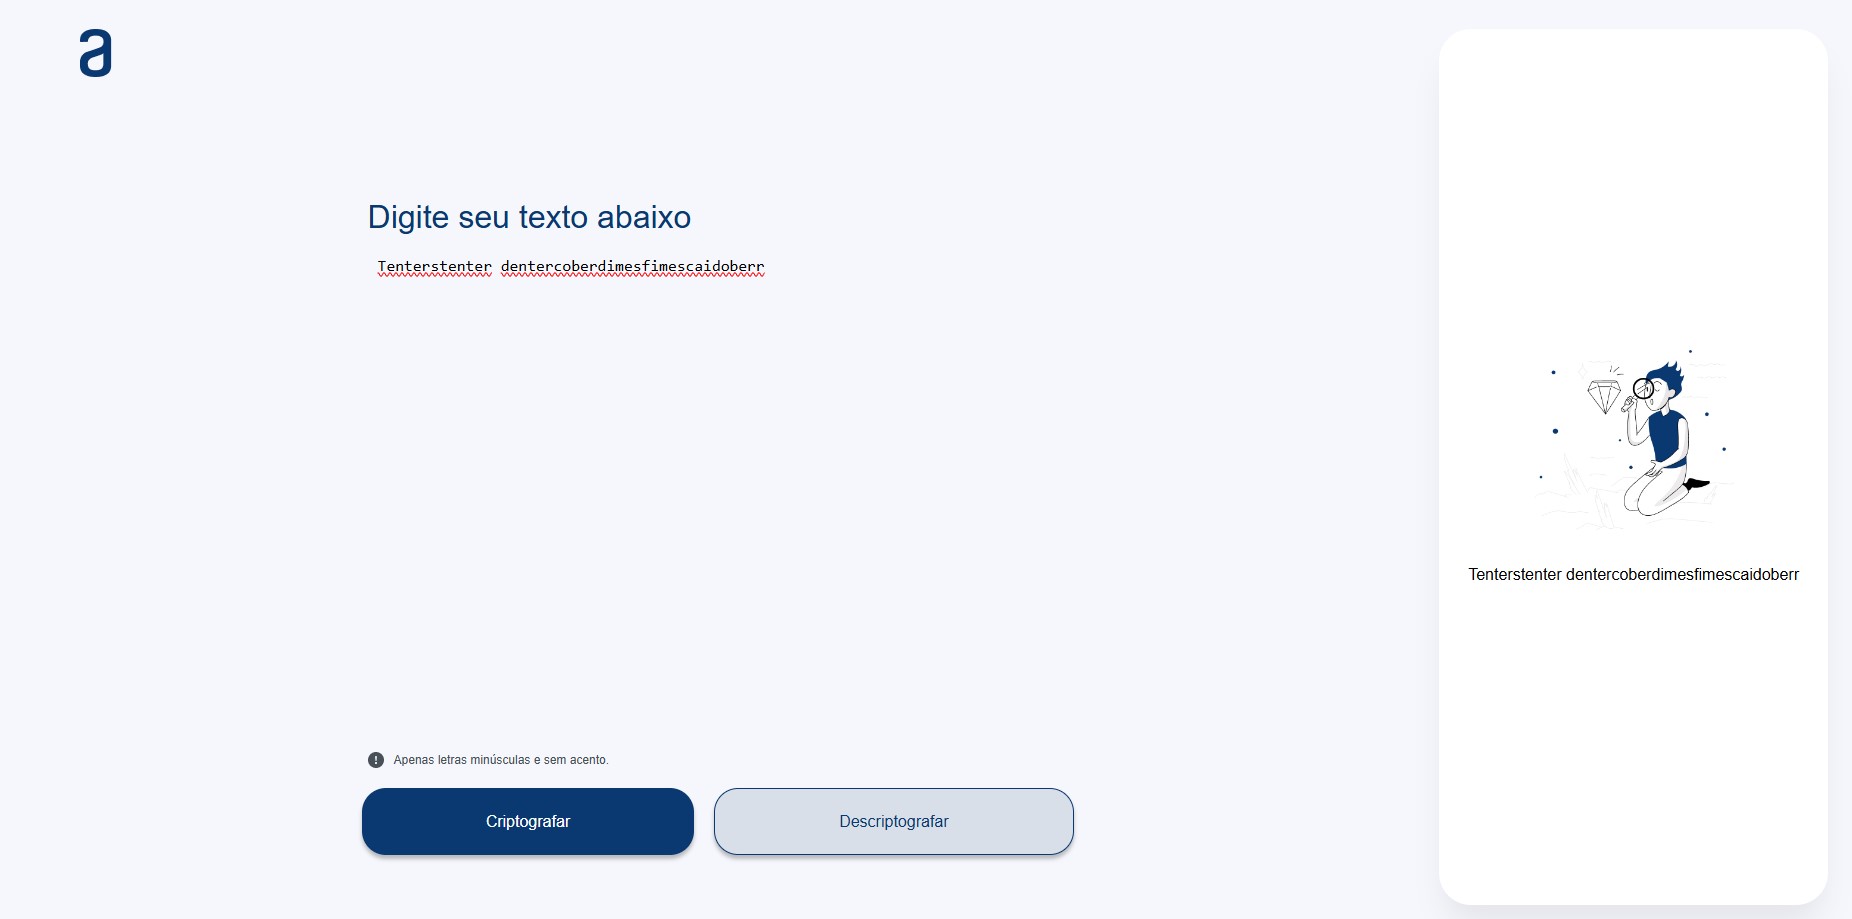 a
Digite seu texto abaixo
Tenterstenter dentercoberdimesfimescaidoberr
Apenas letras minúsculas e sem acento.
Criptografar
Descriptografar
Tenterstenter dentercoberdimesfimescaidoberr